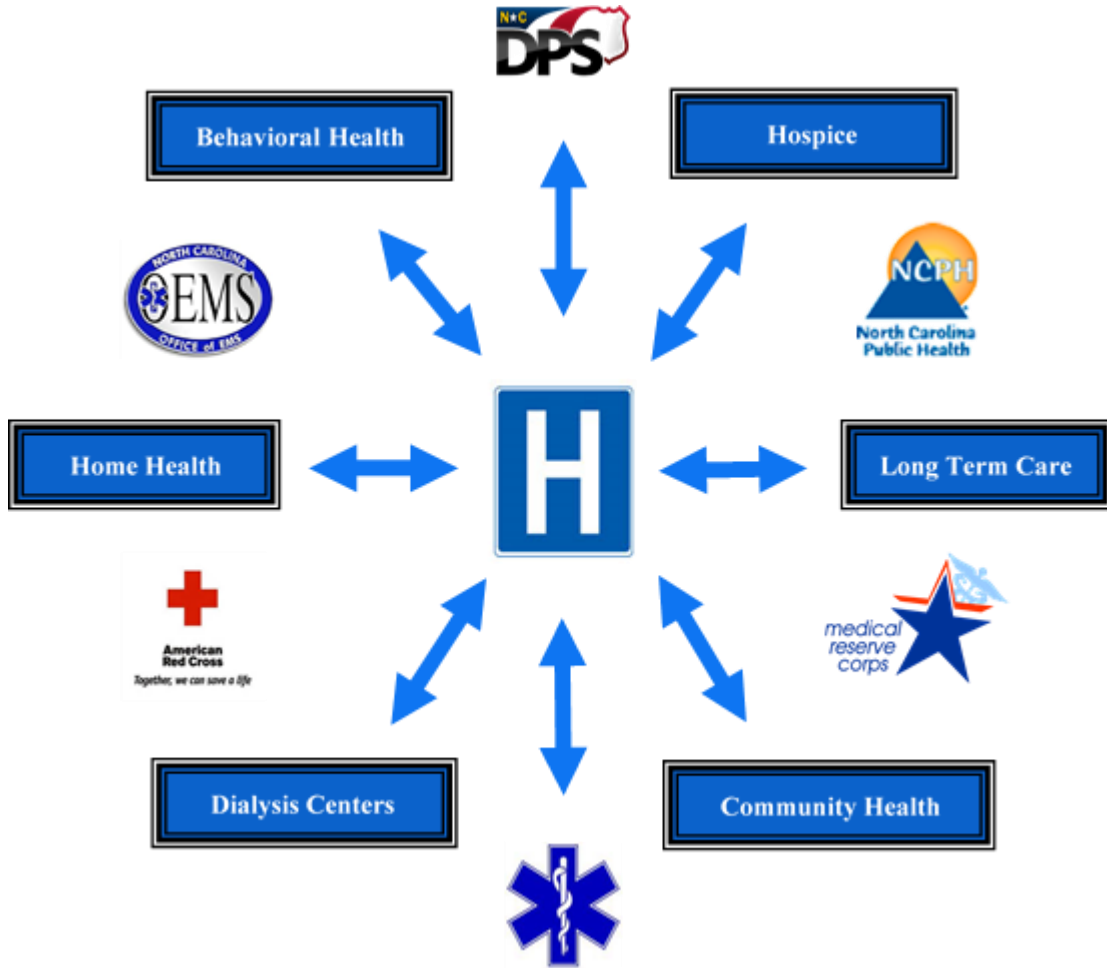 N★C
DPS
Behavioral Health
Hospice
NORTH CAROLINA
OEMS
OFFICE of EMS
NCPH
North Carolina
Public Health
H
Home Health
Long Term Care
American
Red Cross
Together, we can save a life
medical
reserve
corps
Dialysis Centers
Community Health